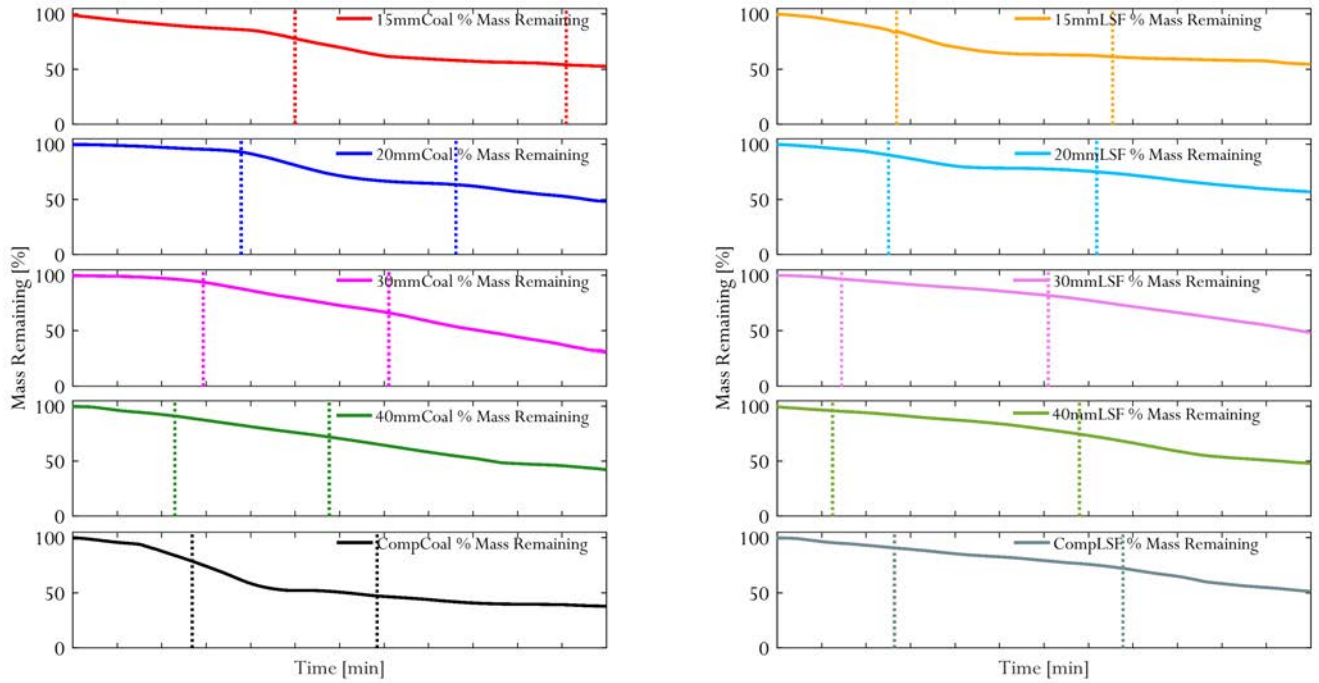 100
50
0
15mmCoal % Mass Remaining
100
50
0
20mmCoal % Mass Remaining
100
50
0
30mmCoal % Mass Remaining
100
50
0
40mmCoal % Mass Remaining
100
50
0
CompCoal % Mass Remaining
Mass Remaining [%]
Time [min]
100
50
0
15mmLSF % Mass Remaining
100
50
0
20mmLSF % Mass Remaining
100
50
0
30mmLSF % Mass Remaining
100
50
0
40mmLSF % Mass Remaining
100
50
0
CompLSF % Mass Remaining
Mass Remaining [%]
Time [min]